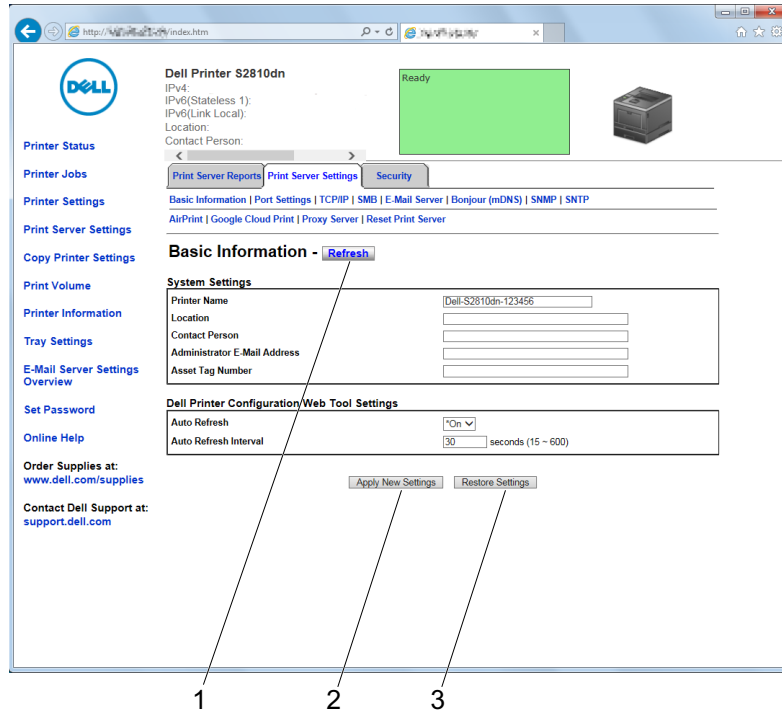 http://
/index.htm
DELL
Dell Printer S2810dn
IPv4:
IPv6(Stateless 1):
IPv6(Link Local):
Location:
Contact Person:
Ready
Printer Status
Printer Jobs
Printer Settings
Print Server Settings
Copy Printer Settings
Print Volume
Printer Information
Tray Settings
E-Mail Server Settings
Overview
Set Password
Online Help
Order Supplies at:
www.dell.com/supplies
Contact Dell Support at:
support.dell.com
Print Server Reports Print Server Settings Security
Basic Information | Port Settings | TCP/IP | SMB | E-Mail Server | Bonjour (mDNS) | SNMP | SNTP
AirPrint | Google Cloud Print | Proxy Server | Reset Print Server
Basic Information - Refresh
System Settings
Printer Name Dell-S2810dn-123456
Location
Contact Person
Administrator E-Mail Address
Asset Tag Number
Dell Printer Configuration Web Tool Settings
Auto Refresh *On
Auto Refresh Interval 30 seconds (15 ~ 600)
Apply New Settings Restore Settings
1 2 3